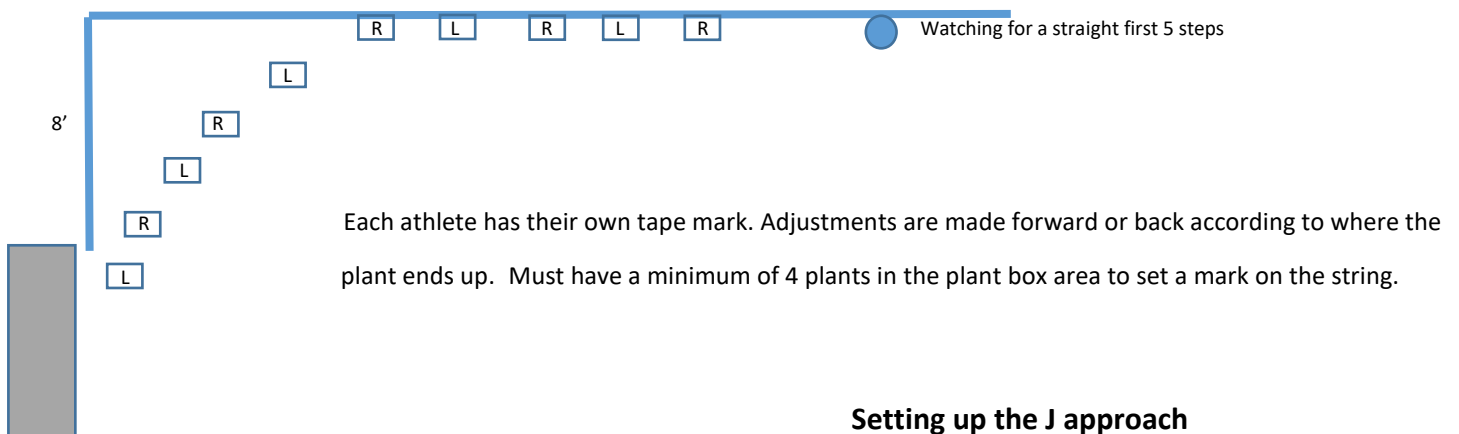 R L R L R Watching for a straight first 5 steps
L
8’ R
L
R Each athlete has their own tape mark. Adjustments are made forward or back according to where the
L plant ends up. Must have a minimum of 4 plants in the plant box area to set a mark on the string.
Setting up the J approach